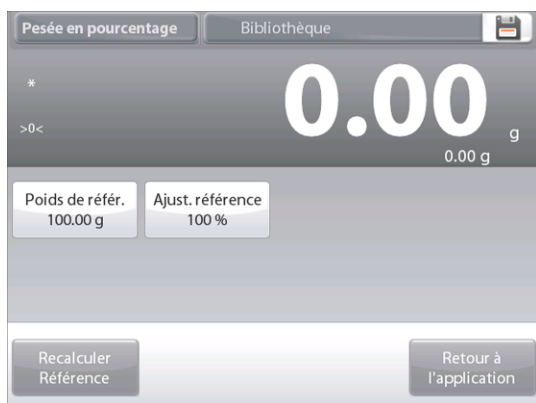 Pesée en pourcentage
Bibliothèque
*
0.00 g
>0<
0.00 g
Poids de référ.
100.00 g
Ajust. référence
100 %
Recalculer
Référence
Retour à
l'application